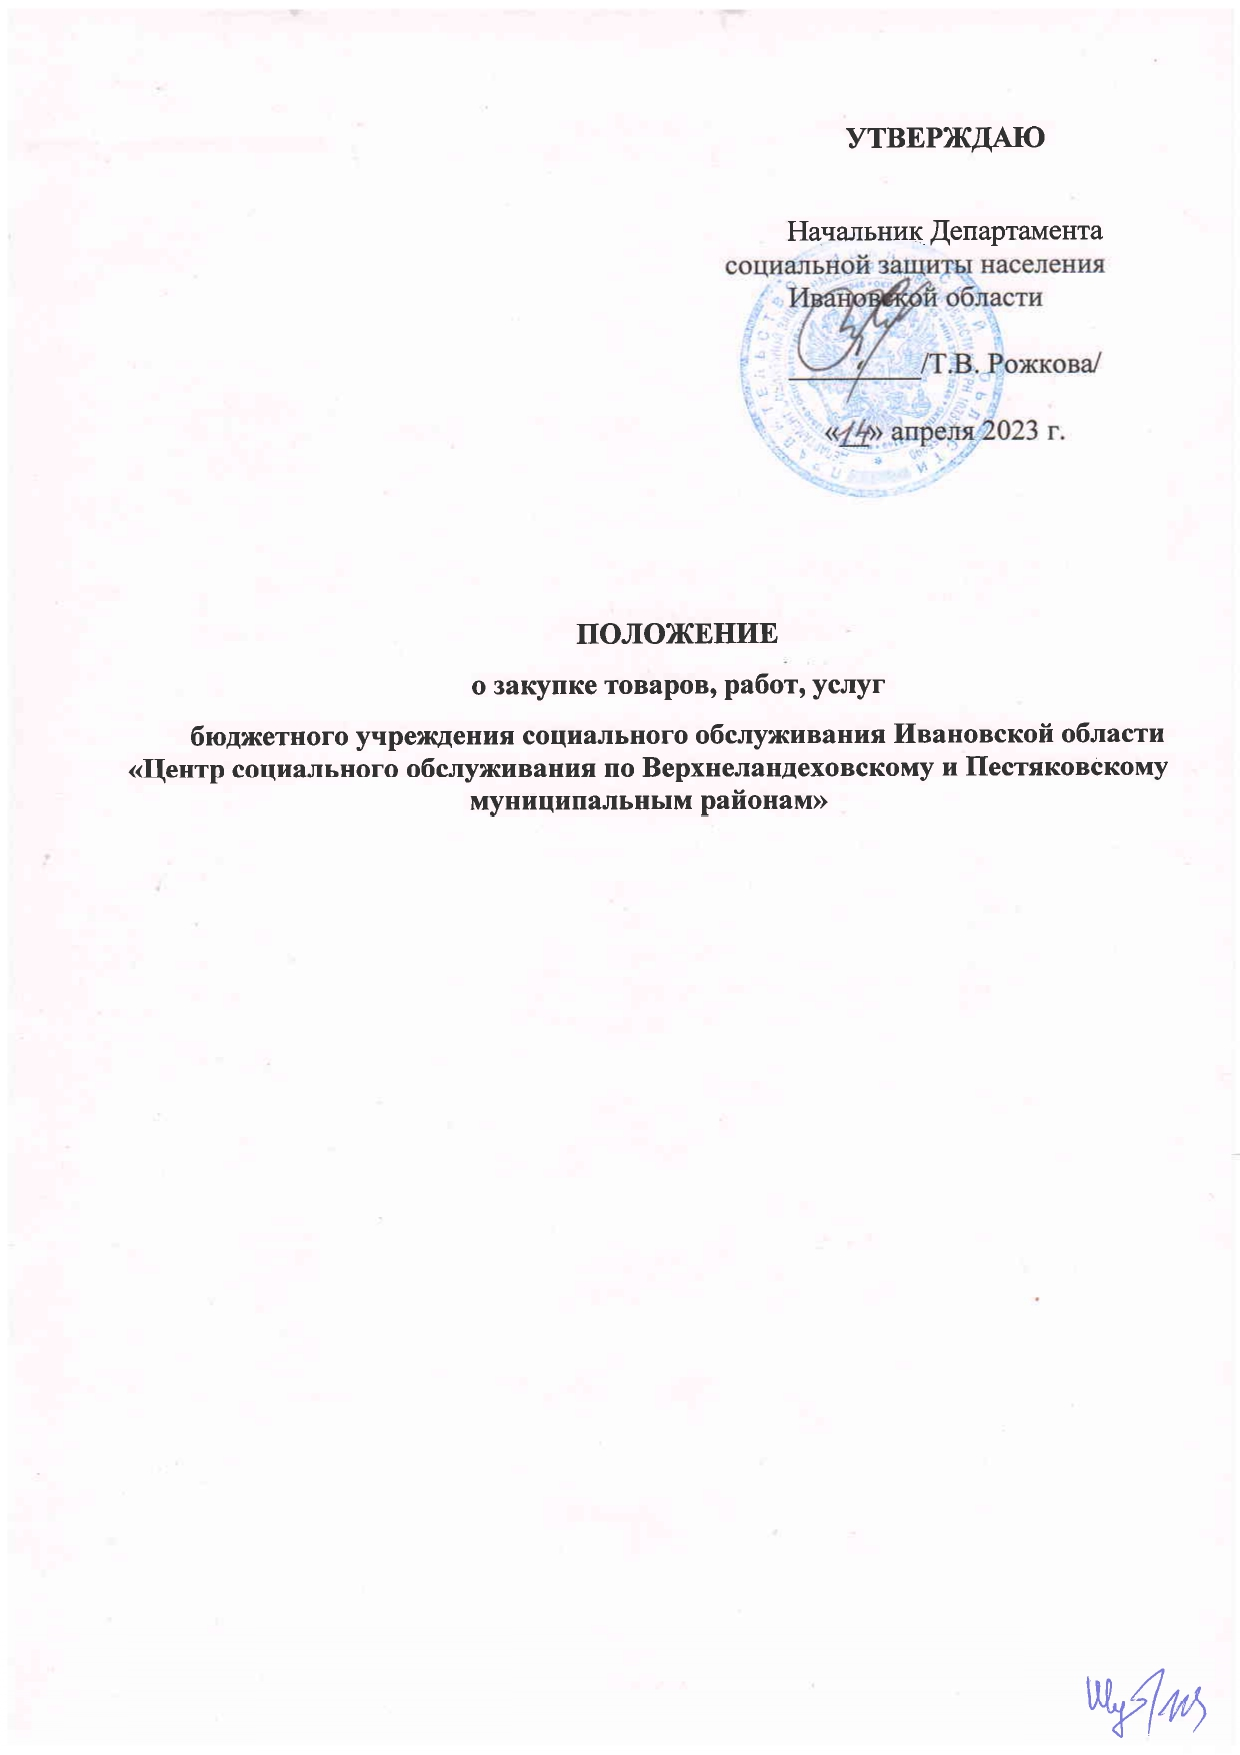 УТВЕРЖДАЮ
Начальник Департамента
социальной защиты населения
Ивановской области
/Т.В. Рожкова/
«14» апреля 2023 г.
ПОЛОЖЕНИЕ
о закупке товаров, работ, услуг
бюджетного учреждения социального обслуживания Ивановской области
«Центр социального обслуживания по Верхнеландеховскому и Пестяковскому
муниципальным районам»